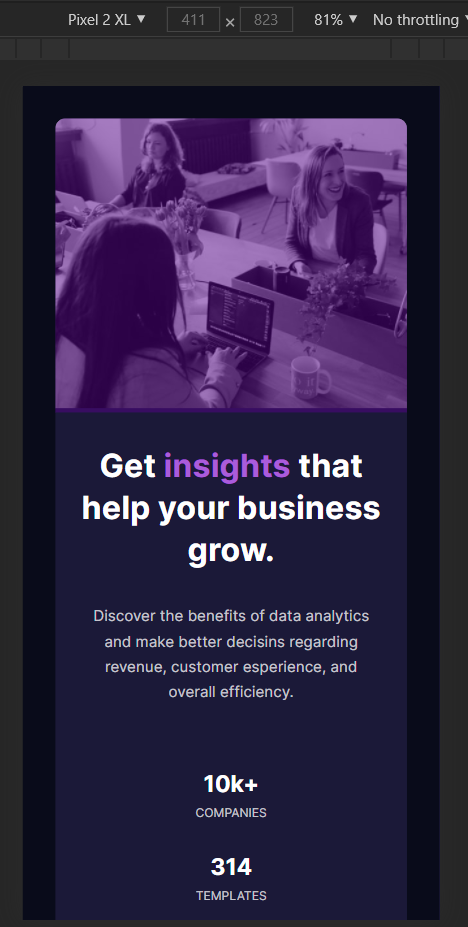 Pixel 2 XL ▼ 411 × 823 81% ▼ No throttling
Get insights that
help your business
grow.
Discover the benefits of data analytics
and make better decisins regarding
revenue, customer esperience, and
overall efficiency.
10k+
COMPANIES
314
TEMPLATES